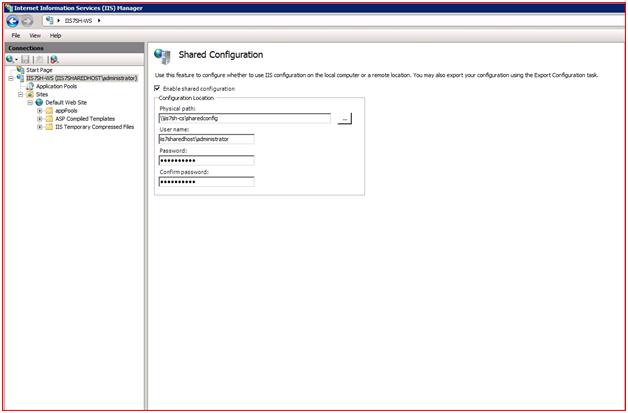 Internet Information Services (IIS) Manager
IIS7SH-WS
File View Help
Connections
IIS7SH-WS (IIS7SHAREDHOST\administrator)
Start Page
Application Pools
Sites
Default Web Site
appPools
ASP Compiled Templates
IIS Temporary Compressed Files
Shared Configuration
Use this feature to configure whether to use IIS configuration on the local computer or a remote location. You may also export your configuration using the Export Configuration task.
Enable shared configuration
Configuration Location
Physical path:
\\iis7sh-cs\sharedconfig
...
User name:
iis7sharedhost\administrator
Password:
••••••••••
Confirm password:
••••••••••